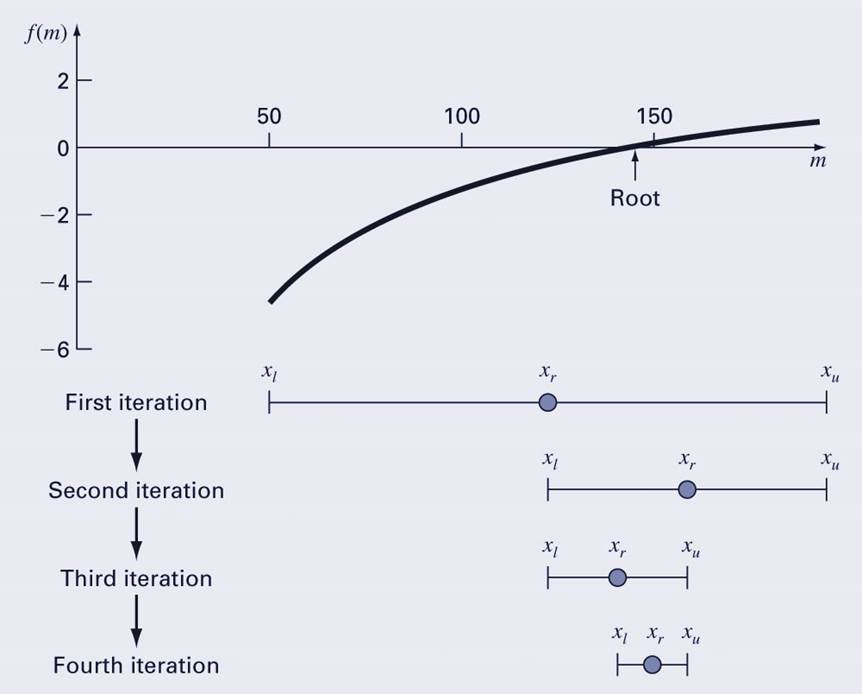 f(m)
2
50 100 150
0
m
Root
−2
−4
−6
x_l x_r x_u
First iteration
x_l x_r x_u
Second iteration
x_l x_r x_u
Third iteration
x_l x_r x_u
Fourth iteration